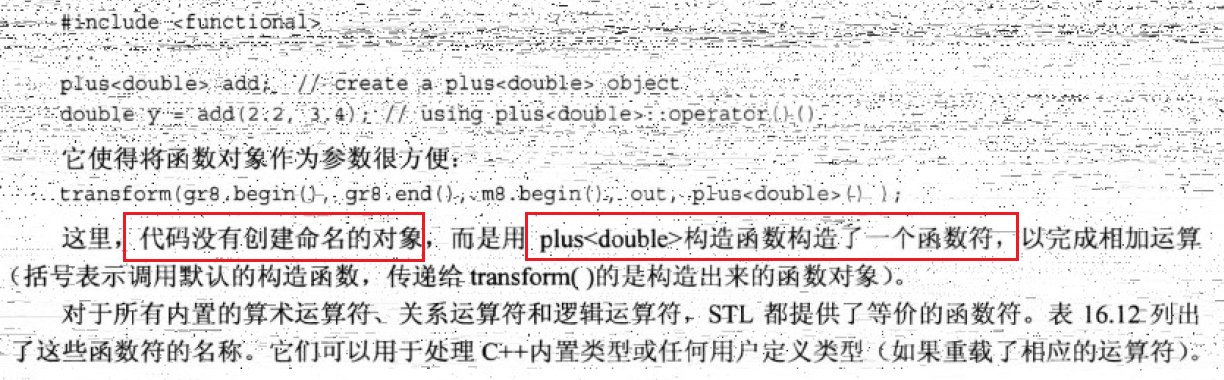 #include <functional>
...
plus<double> add; // create a plus<double> object
double y = add(2.2, 3.4); // using plus<double>::operator()()
它使得将函数对象作为参数很方便：
transform(gr8.begin(), gr8.end(), m8.begin(), out, plus<double>() );
这里，代码没有创建命名的对象，而是用 plus<double>构造函数构造了一个函数符，以完成相加运算
（括号表示调用默认的构造函数，传递给 transform( )的是构造出来的函数对象）。
对于所有内置的算术运算符、关系运算符和逻辑运算符，STL 都提供了等价的函数符。表 16.12 列出
了这些函数符的名称。它们可以用于处理 C++内置类型或任何用户定义类型（如果重载了相应的运算符）。